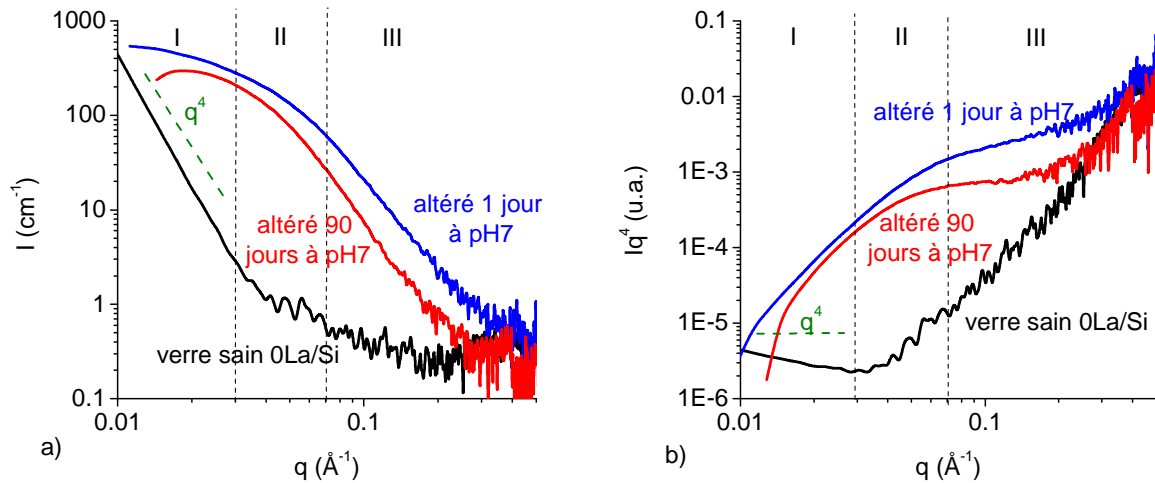 I II III
1000
100
10
1
0.1
0.01 0.1
I (cm⁻¹)
q (Å⁻¹)
q⁴
altéré 1 jour
à pH7
altéré 90
jours à pH7
verre sain 0La/Si
a)
I II III
0.1
0.01
1E-3
1E-4
1E-5
1E-6
0.01 0.1
Iq⁴ (u.a.)
q (Å⁻¹)
altéré 1 jour à pH7
altéré 90
jours à pH7
q⁴
verre sain 0La/Si
b)